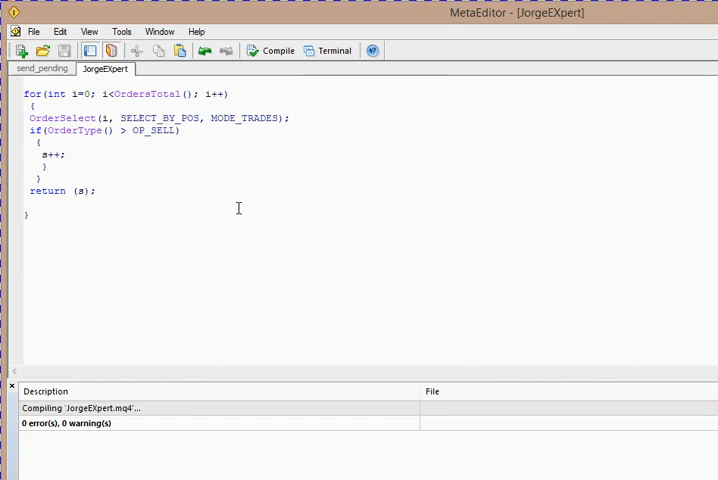 MetaEditor - [JorgeEXpert]
File Edit View Tools Window Help
Compile Terminal
send_pending JorgeEXpert
for(int i=0; i<OrdersTotal(); i++)
{
OrderSelect(i, SELECT_BY_POS, MODE_TRADES);
if(OrderType() > OP_SELL)
{
s++;
}
}
return (s);
}
Description File
Compiling 'JorgeEXpert.mq4'...
0 error(s), 0 warning(s)